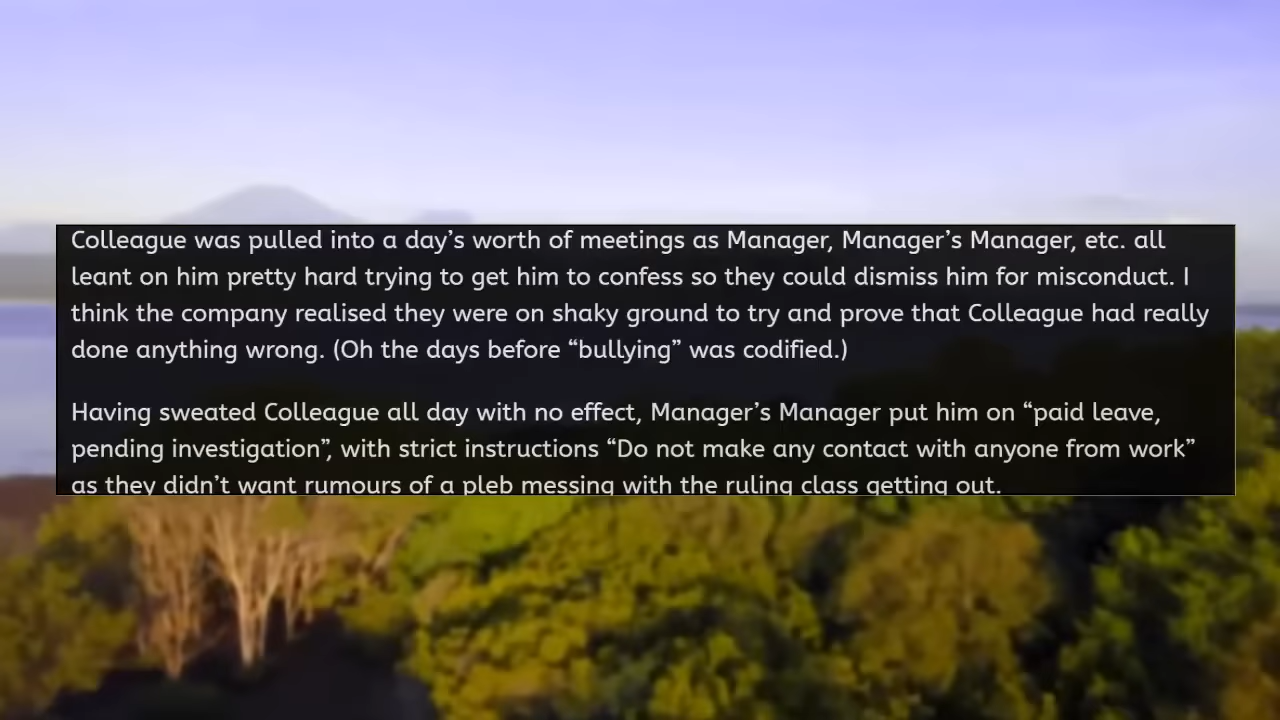 Colleague was pulled into a day’s worth of meetings as Manager, Manager’s Manager, etc. all
leant on him pretty hard trying to get him to confess so they could dismiss him for misconduct. I
think the company realised they were on shaky ground to try and prove that Colleague had really
done anything wrong. (Oh the days before “bullying” was codified.)
Having sweated Colleague all day with no effect, Manager’s Manager put him on “paid leave,
pending investigation”, with strict instructions “Do not make any contact with anyone from work”
as they didn’t want rumours of a pleb messing with the ruling class getting out.